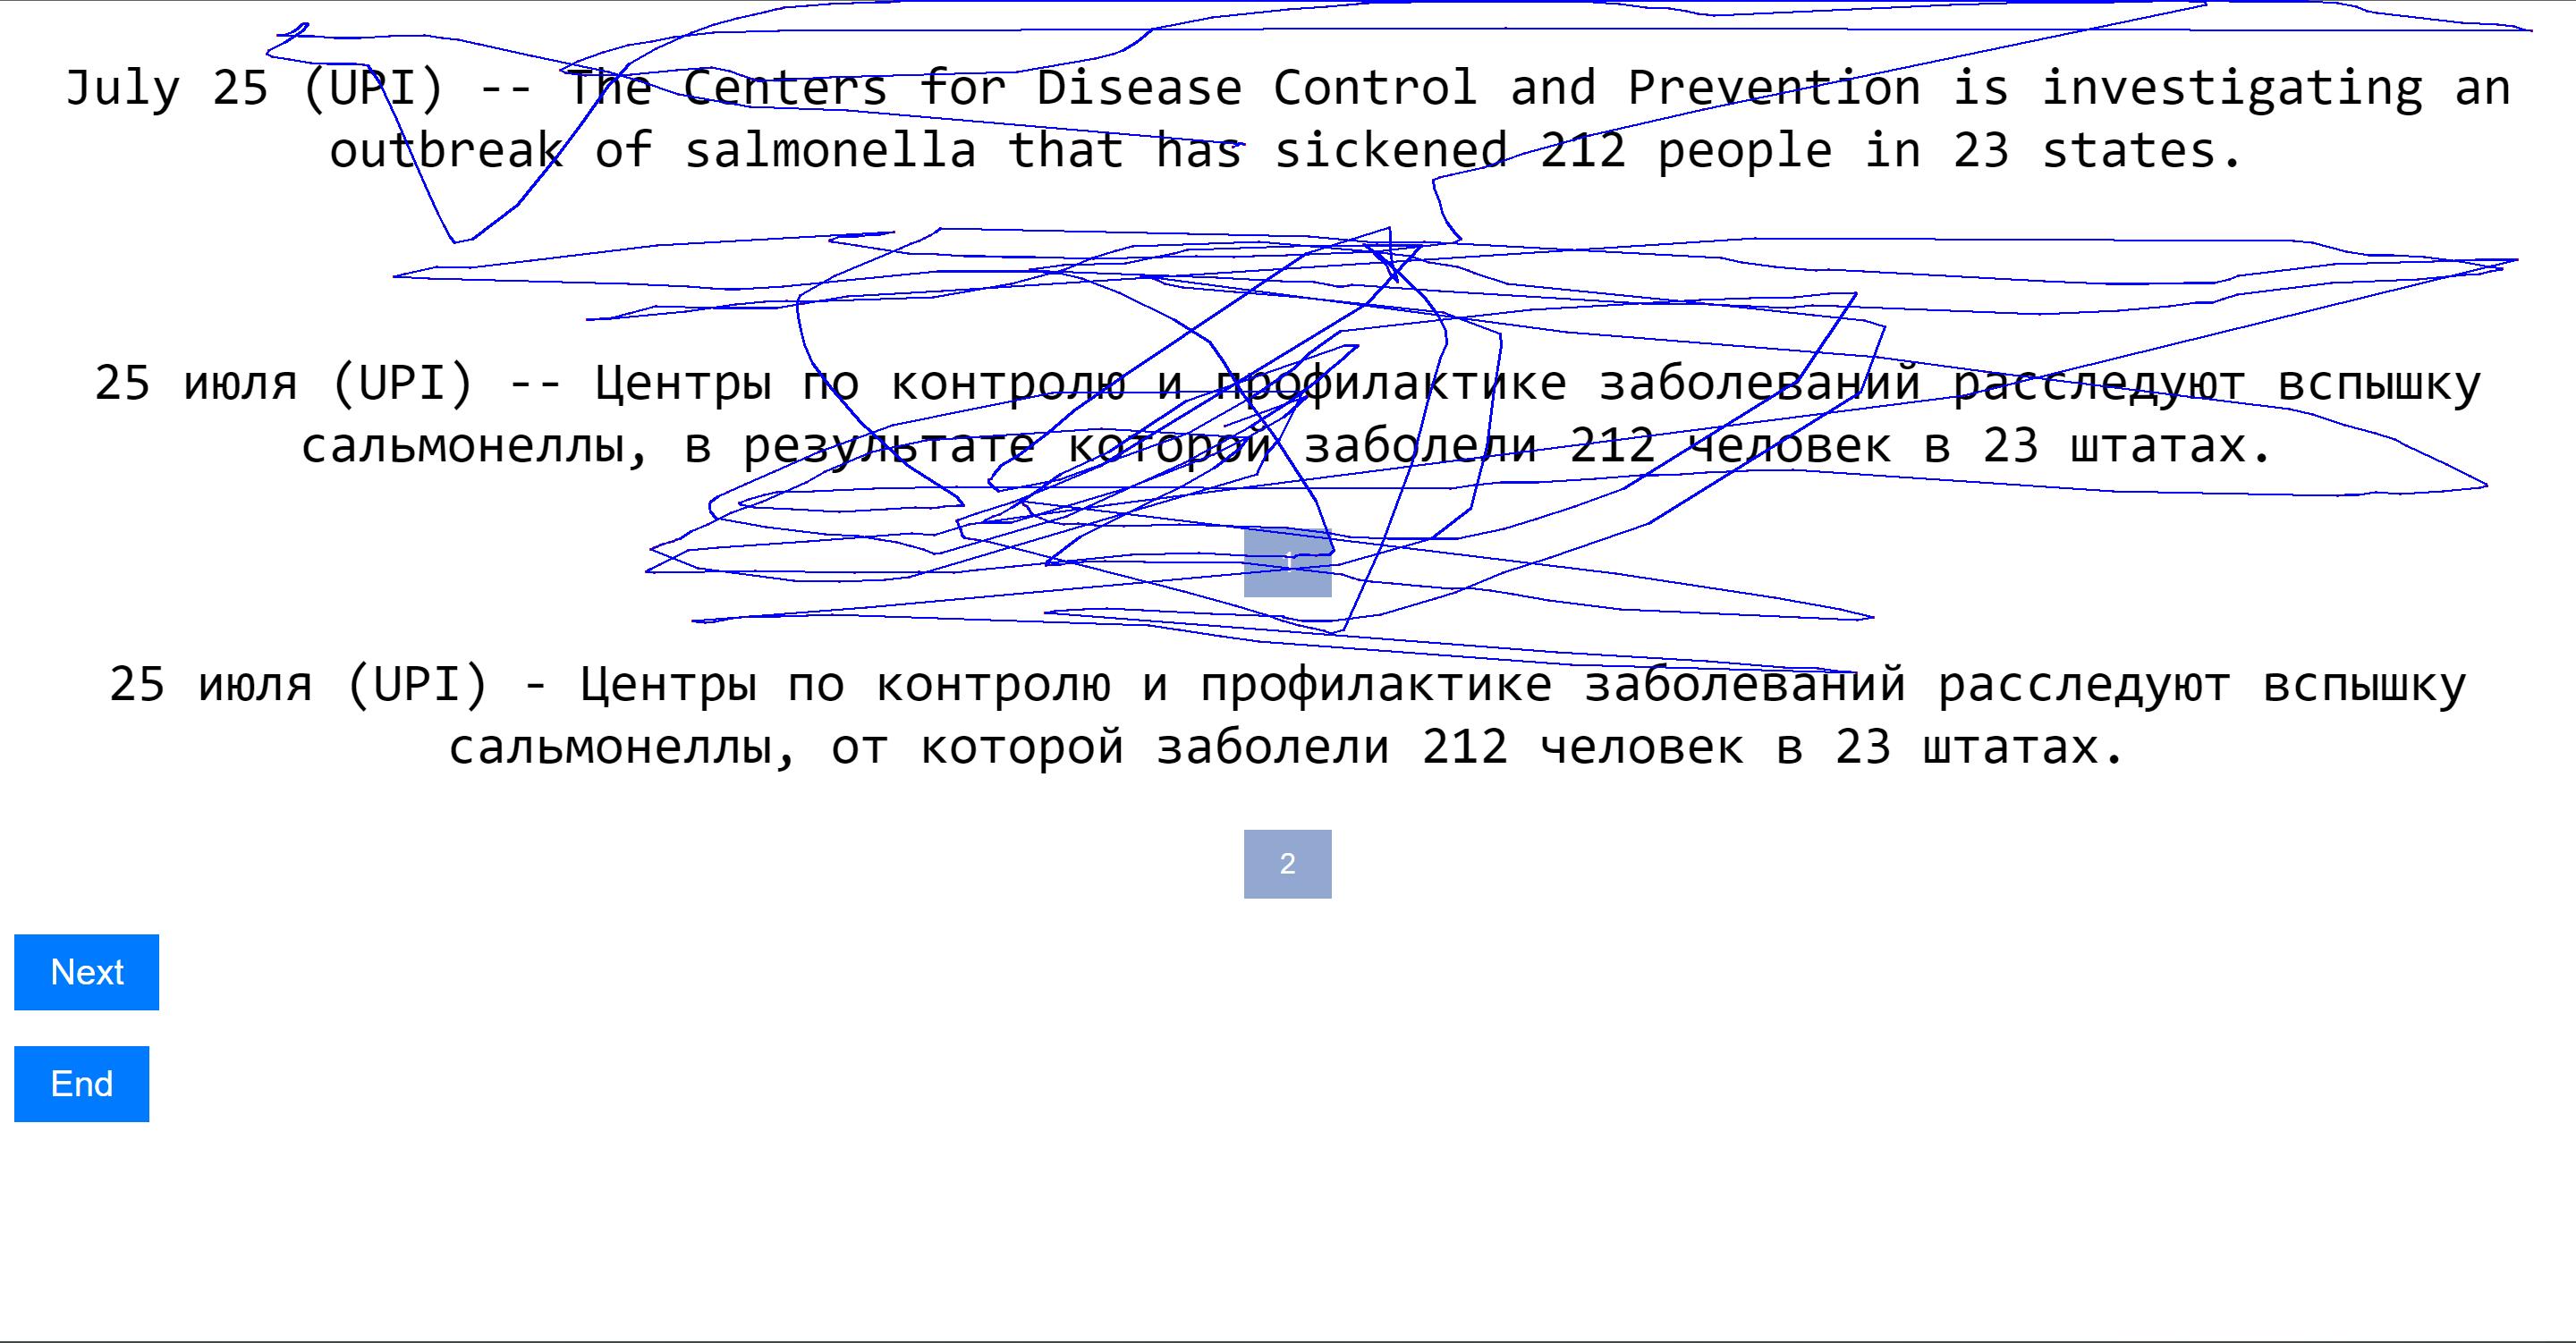 July 25 (UPI) -- The Centers for Disease Control and Prevention is investigating an
outbreak of salmonella that has sickened 212 people in 23 states.
25 июля (UPI) -- Центры по контролю и профилактике заболеваний расследуют вспышку
сальмонеллы, в результате которой заболели 212 человек в 23 штатах.
1
25 июля (UPI) - Центры по контролю и профилактике заболеваний расследуют вспышку
сальмонеллы, от которой заболели 212 человек в 23 штатах.
2
Next
End